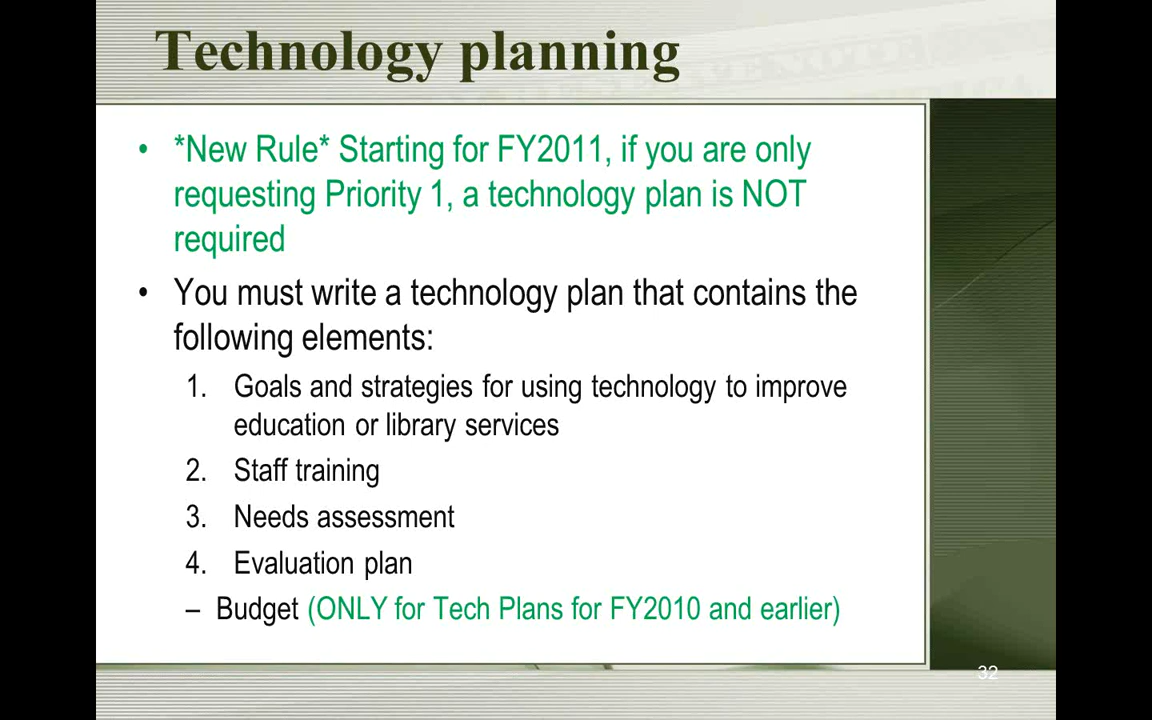 Technology planning
• *New Rule* Starting for FY2011, if you are only
requesting Priority 1, a technology plan is NOT
required
• You must write a technology plan that contains the
following elements:
1. Goals and strategies for using technology to improve
education or library services
2. Staff training
3. Needs assessment
4. Evaluation plan
– Budget (ONLY for Tech Plans for FY2010 and earlier)
32